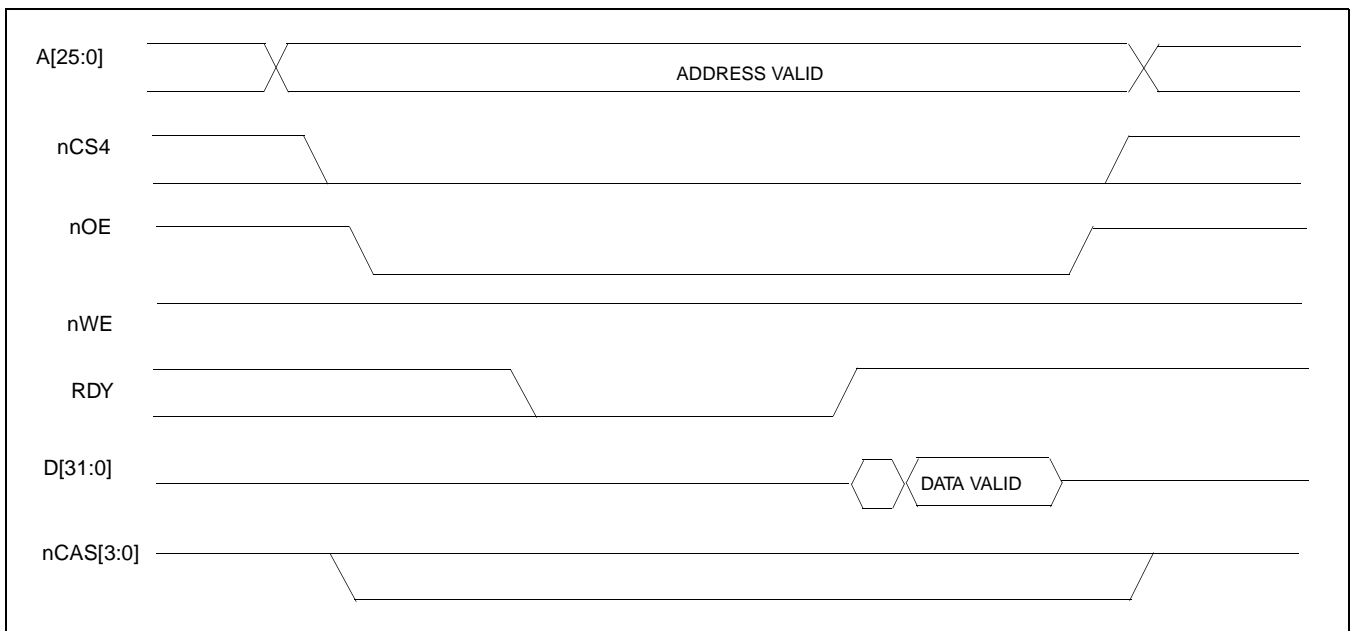 A[25:0]
ADDRESS VALID
nCS4
nOE
nWE
RDY
D[31:0]
DATA VALID
nCAS[3:0]